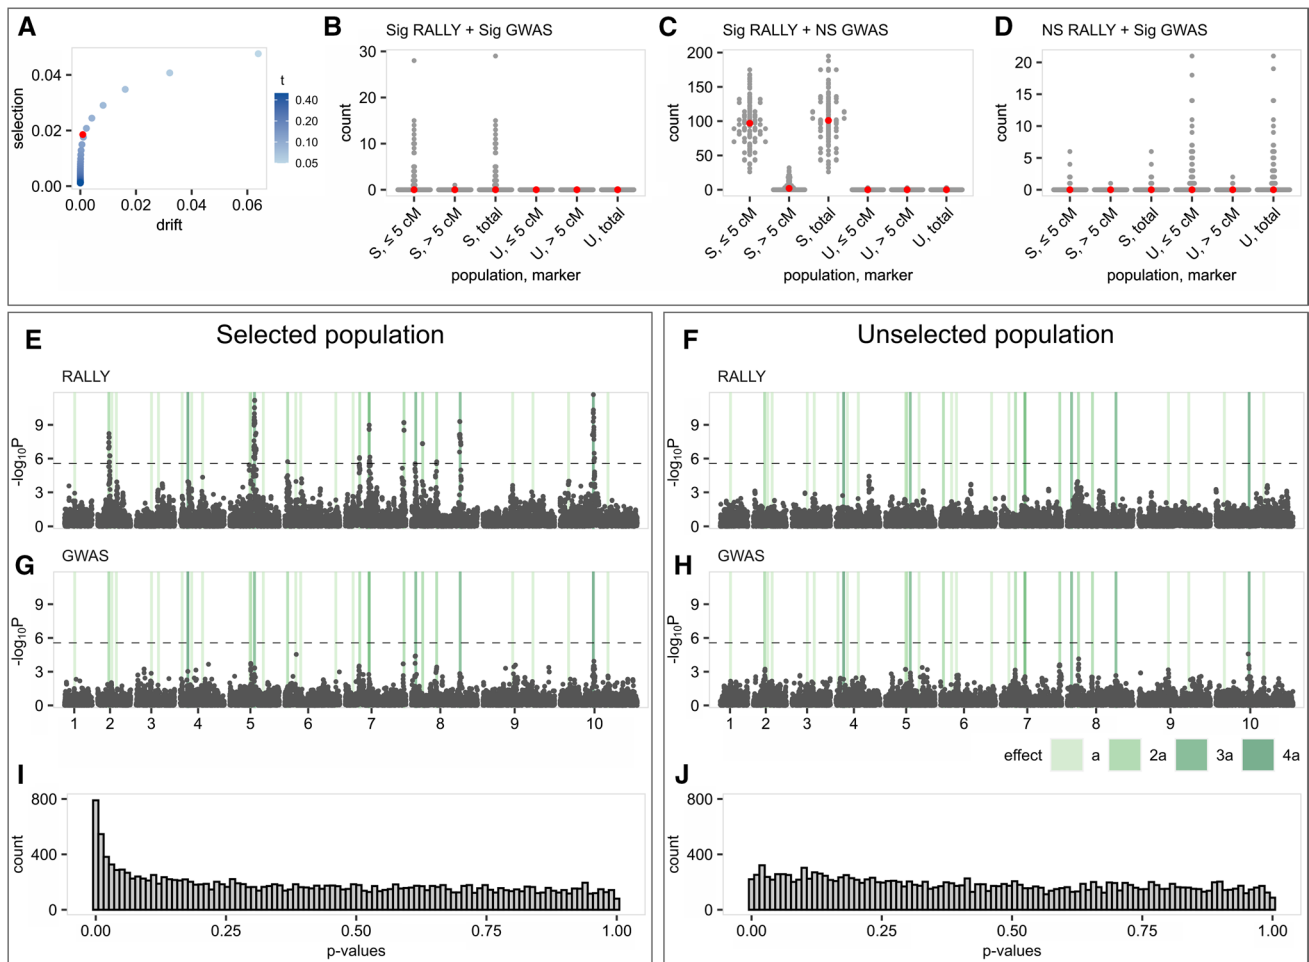 A
selection
0.04
0.02
0.00
0.00 0.02 0.04 0.06
drift
t
0.40
0.20
0.10
0.05
B
Sig RALLY + Sig GWAS
count
30
20
10
0
S, ≤ 5 cM
S, > 5 cM
S, total
U, ≤ 5 cM
U, > 5 cM
U, total
population, marker
C
Sig RALLY + NS GWAS
count
200
150
100
50
0
S, ≤ 5 cM
S, > 5 cM
S, total
U, ≤ 5 cM
U, > 5 cM
U, total
population, marker
D
NS RALLY + Sig GWAS
count
20
15
10
5
0
S, ≤ 5 cM
S, > 5 cM
S, total
U, ≤ 5 cM
U, > 5 cM
U, total
population, marker
E
Selected population
RALLY
-log10P
9
6
3
0
G
GWAS
-log10P
9
6
3
0
1 2 3 4 5 6 7 8 9 10
I
count
800
400
0
0.00 0.25 0.50 0.75 1.00
p-values
F
Unselected population
RALLY
-log10P
9
6
3
0
H
GWAS
-log10P
9
6
3
0
1 2 3 4 5 6 7 8 9 10
effect a 2a 3a 4a
J
count
800
400
0
0.00 0.25 0.50 0.75 1.00
p-values